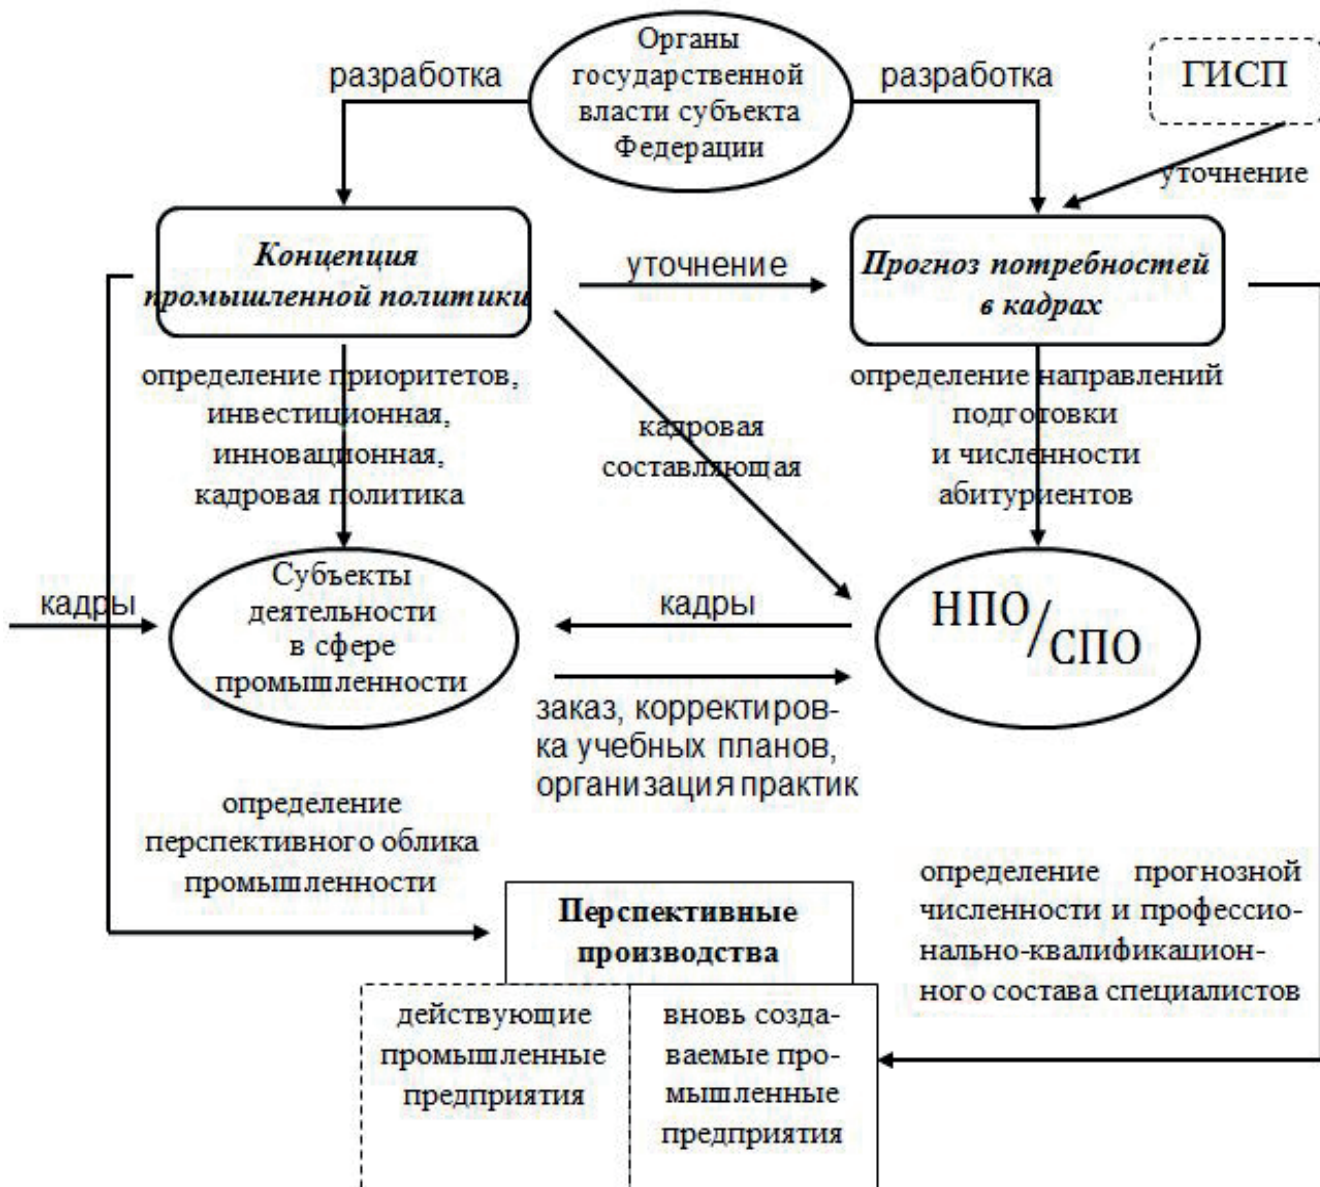 Органы
государственной
власти субъекта
Федерации
разработка
разработка
ГИСП
уточнение
Концепция
промышленной политики
уточнение
Прогноз потребностей
в кадрах
определение приоритетов,
инвестиционная,
инновационная,
кадровая политика
кадровая
составляющая
определение направлений
подготовки
и численности
абитуриентов
кадры
Субъекты
деятельности
в сфере
промышленности
кадры
НПО/СПО
заказ, корректиров-
ка учебных планов,
организация практик
определение
перспективного облика
промышленности
определение прогнозной
численности и профессио-
нально-квалификацион-
ного состава специалистов
Перспективные
производства
действующие
промышленные
предприятия
вновь созда-
ваемые про-
мышленные
предприятия